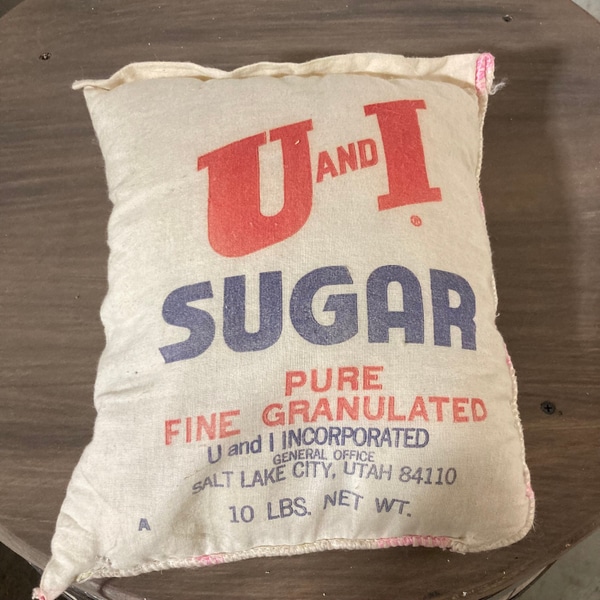 U AND I ®
SUGAR
PURE
FINE GRANULATED
U and I INCORPORATED
GENERAL OFFICE
SALT LAKE CITY, UTAH 84110
A 10 LBS. NET WT.